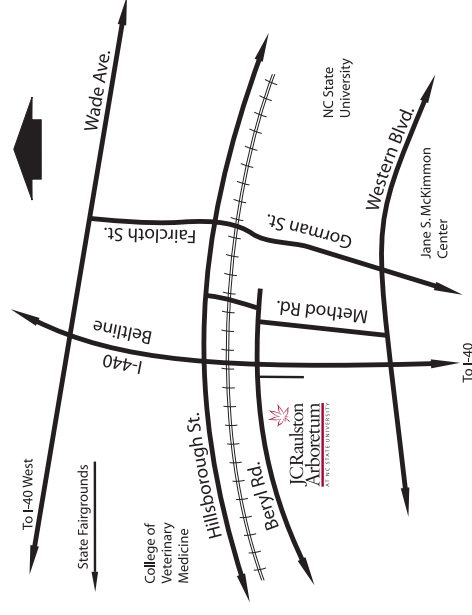 Wade Ave.
NC State
University
Western Blvd.
Jane S. McKimmon
Center
Faircloth St.
Gorman St.
Method Rd.
I-440
Beltline
To I-40
To I-40 West
State Fairgrounds
College of
Veterinary
Medicine
Hillsborough St.
Beryl Rd.
JCRaulston
Arboretum
AT NC STATE UNIVERSITY